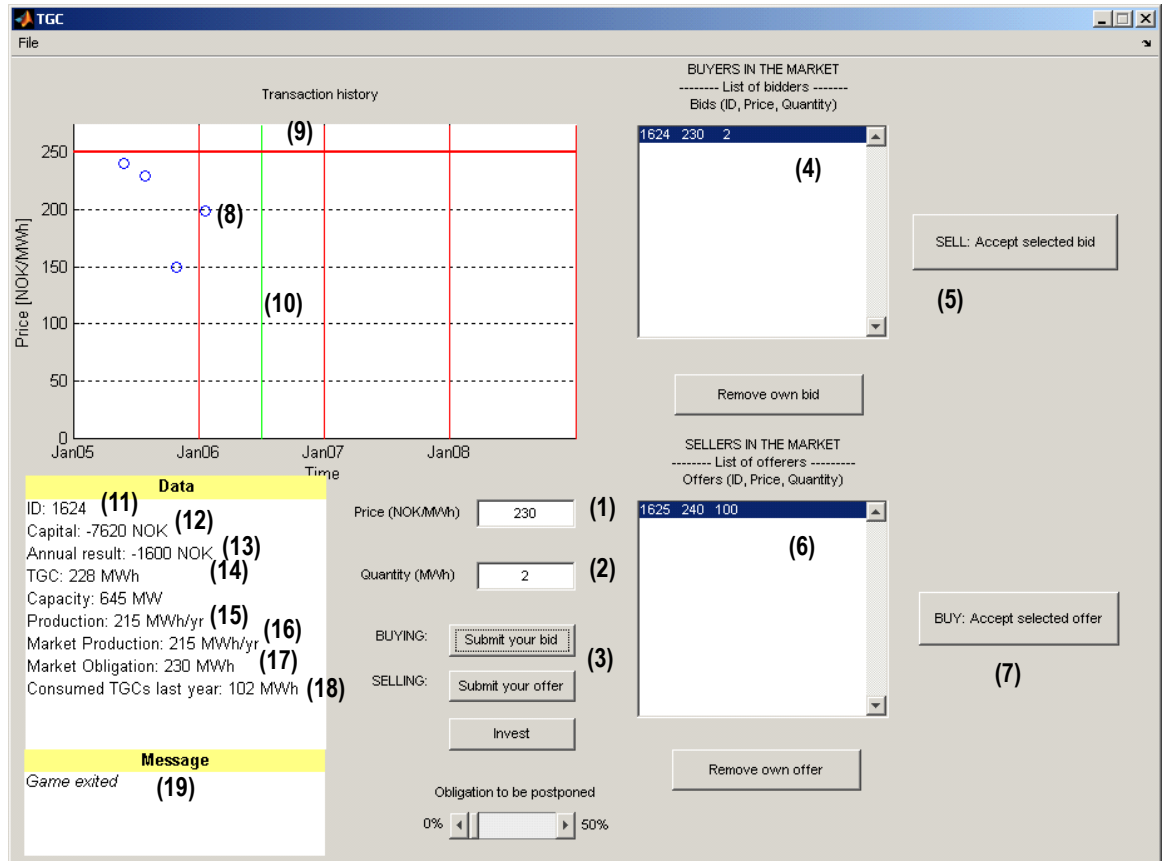 TGC
File
Transaction history
(9)
250
200
150
100
50
0
Price [NOK/MWh]
(8)
(10)
Jan05 Jan06 Jan07 Jan08
Time
BUYERS IN THE MARKET
-------- List of bidders -------
Bids (ID, Price, Quantity)
1624 230 2
(4)
SELL: Accept selected bid
(5)
Remove own bid
SELLERS IN THE MARKET
-------- List of offerers ---------
Offers (ID, Price, Quantity)
1625 240 100
(6)
BUY: Accept selected offer
(7)
Remove own offer
Data
ID: 1624 (11)
Capital: -7620 NOK (12)
Annual result: -1600 NOK (13)
TGC: 228 MWh (14)
Capacity: 645 MW
Production: 215 MWh/yr (15)
Market Production: 215 MWh/yr (16)
Market Obligation: 230 MWh (17)
Consumed TGCs last year: 102 MWh (18)
Message
Game exited (19)
Price (NOK/MWh) 230 (1)
Quantity (MWh) 2 (2)
BUYING: Submit your bid
(3)
SELLING: Submit your offer
Invest
Obligation to be postponed
0% 50%